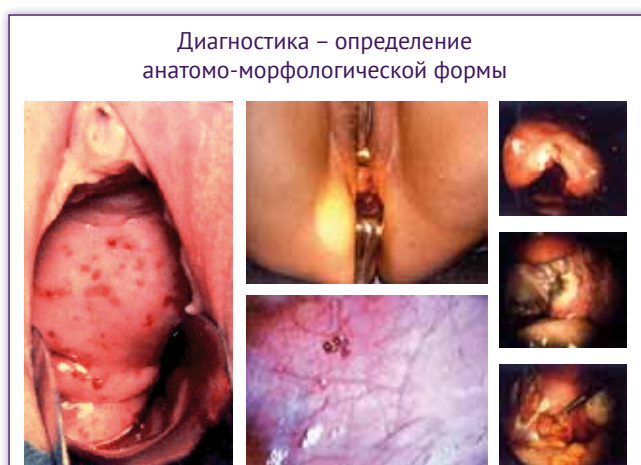 Диагностика – определение
анатомо-морфологической формы